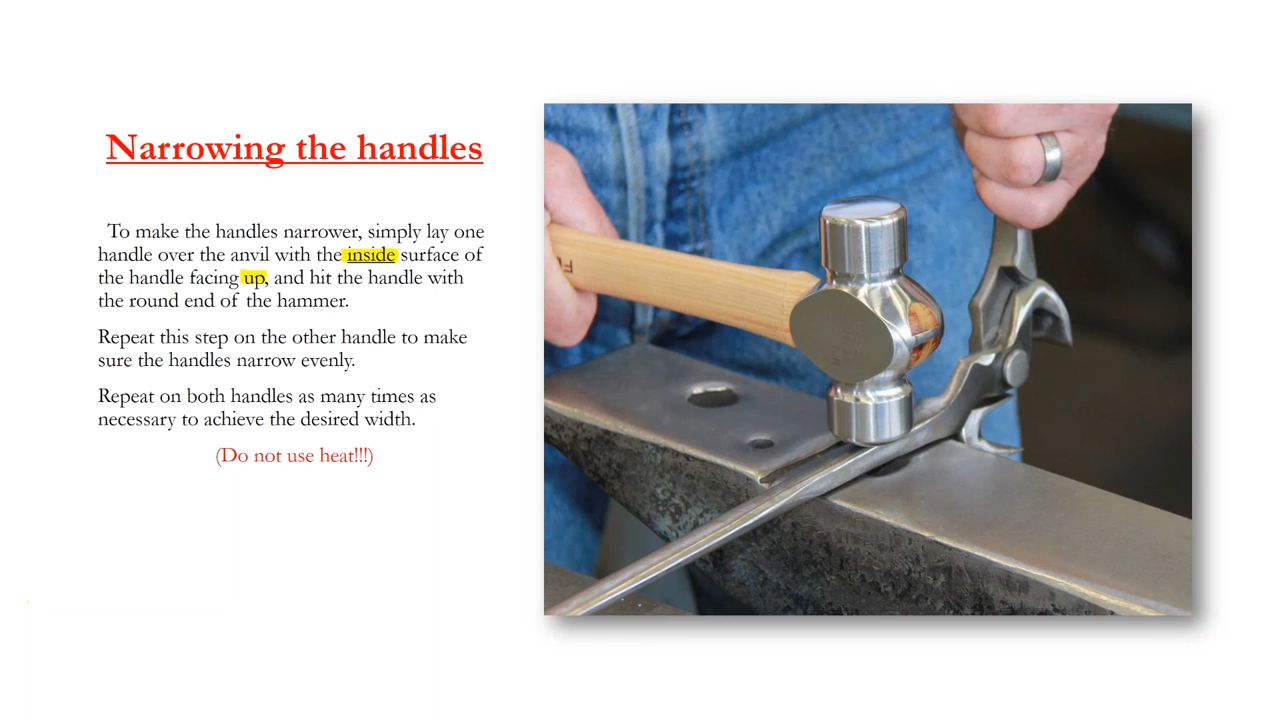 Narrowing the handles
To make the handles narrower, simply lay one
handle over the anvil with the inside surface of
the handle facing up, and hit the handle with
the round end of the hammer.
Repeat this step on the other handle to make
sure the handles narrow evenly.
Repeat on both handles as many times as
necessary to achieve the desired width.
(Do not use heat!!!)